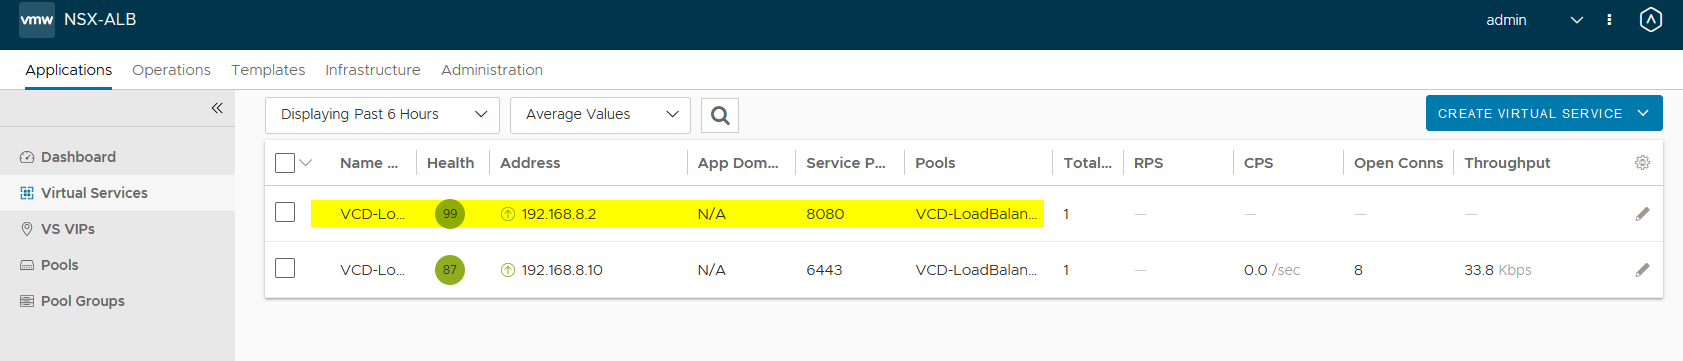 vmw NSX-ALB admin
Applications Operations Templates Infrastructure Administration
Displaying Past 6 Hours Average Values CREATE VIRTUAL SERVICE
Dashboard
Virtual Services
VS VIPs
Pools
Pool Groups
Name ... Health Address App Dom... Service P... Pools Total... RPS CPS Open Conns Throughput
VCD-Lo... 99 192.168.8.2 N/A 8080 VCD-LoadBalan... 1 — — — —
VCD-Lo... 87 192.168.8.10 N/A 6443 VCD-LoadBalan... 1 — 0.0 /sec 8 33.8 Kbps